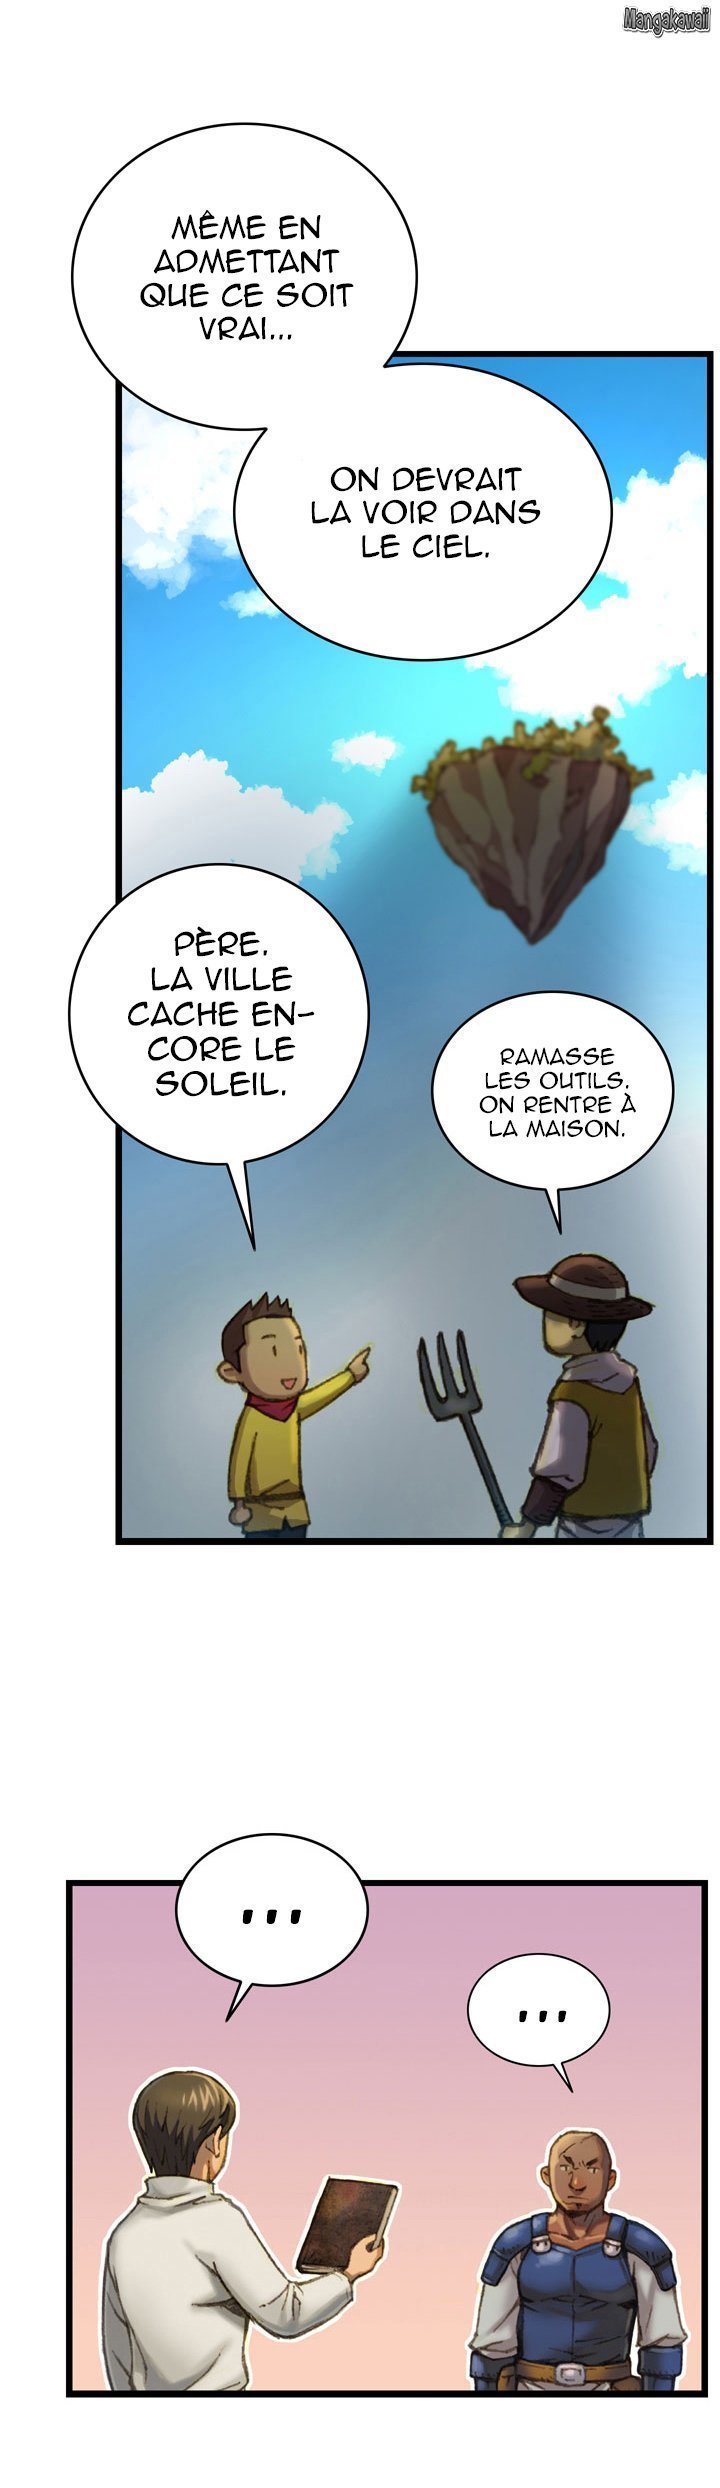 Mangakawaii
MÊME EN
ADMETTANT
QUE CE SOIT
VRAI...
ON DEVRAIT
LA VOIR DANS
LE CIEL.
PÈRE,
LA VILLE
CACHE EN-
CORE LE
SOLEIL.
RAMASSE
LES OUTILS,
ON RENTRE À
LA MAISON.
...
...